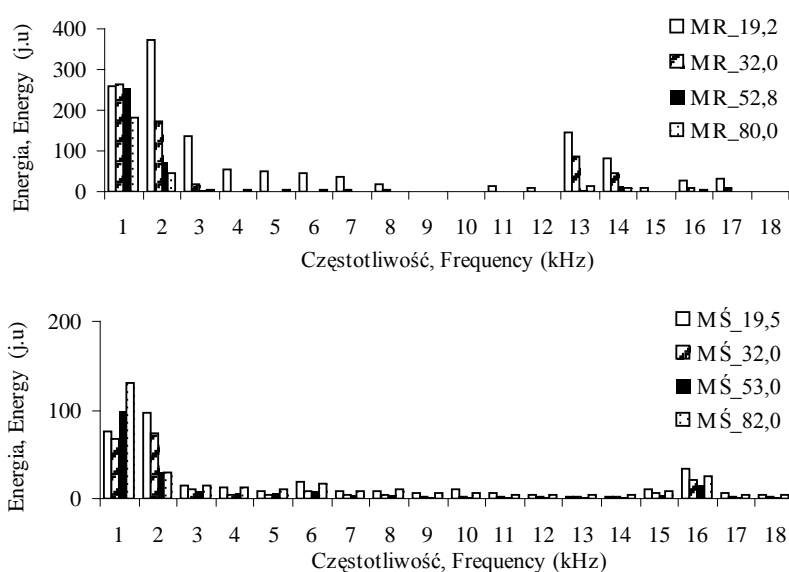 Energia, Energy (j.u)
400
300
200
100
0
MR_19,2
MR_32,0
MR_52,8
MR_80,0
1 2 3 4 5 6 7 8 9 10 11 12 13 14 15 16 17 18
Częstotliwość, Frequency (kHz)
Energia, Energy (j.u)
200
100
0
MŚ_19,5
MŚ_32,0
MŚ_53,0
MŚ_82,0
1 2 3 4 5 6 7 8 9 10 11 12 13 14 15 16 17 18
Częstotliwość, Frequency (kHz)